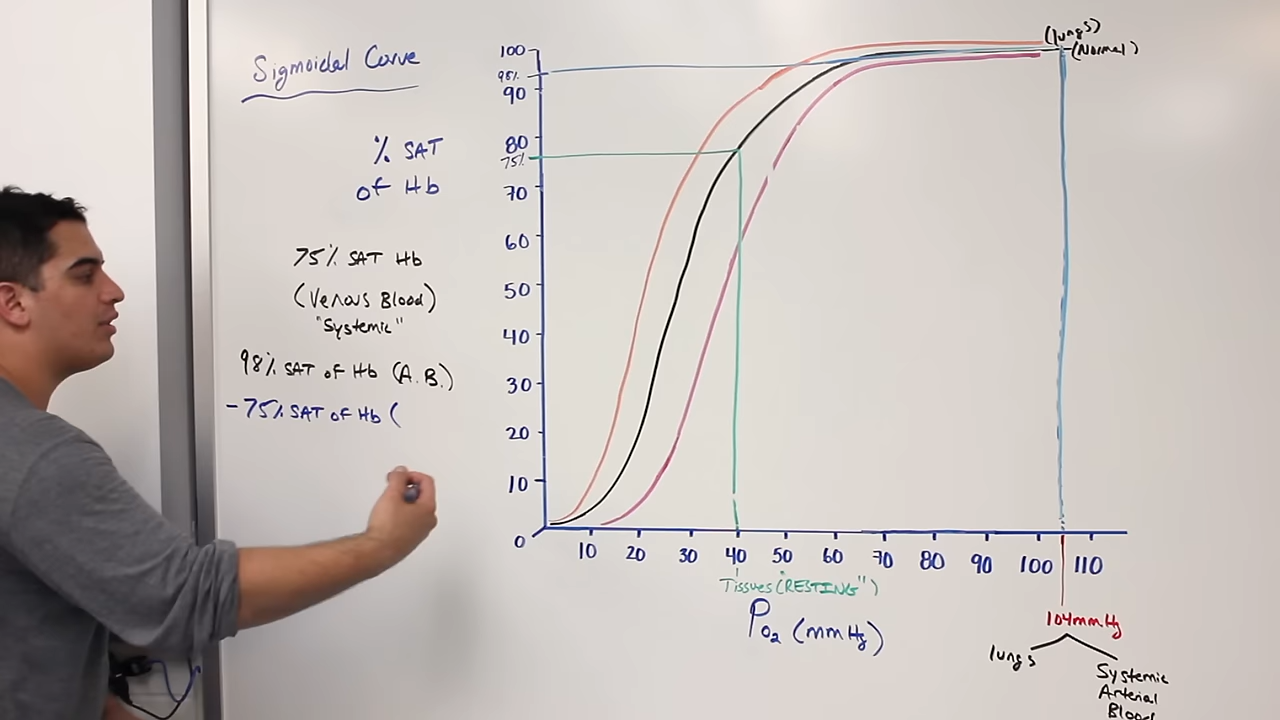 Sigmoidal Curve
% SAT
of Hb
75% SAT Hb
(Venous Blood)
"Systemic"
98% SAT of Hb (A.B.)
-75% SAT of Hb (
100
98%
90
80
75%
70
60
50
40
30
20
10
0
10 20 30 40 50 60 70 80 90 100 110
(lungs)
(Normal)
Tissues (RESTING")
PO2 (mmHg)
104mmHg
lungs
Systemic
Arterial
Blood